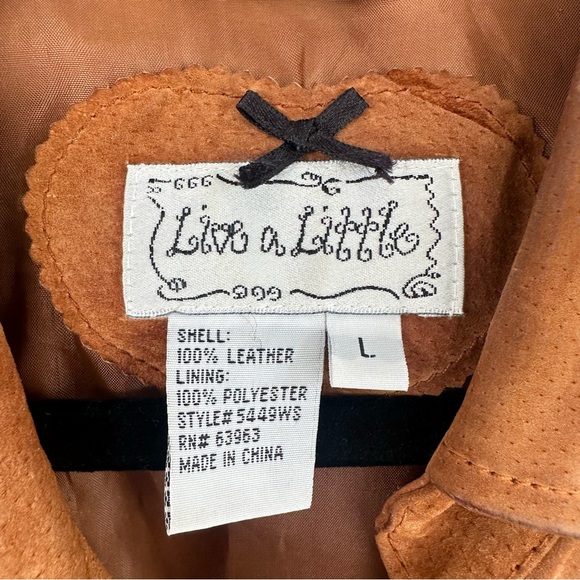 Live a Little
L
SHELL:
100% LEATHER
LINING:
100% POLYESTER
STYLE# 5449WS
RN# 63963
MADE IN CHINA